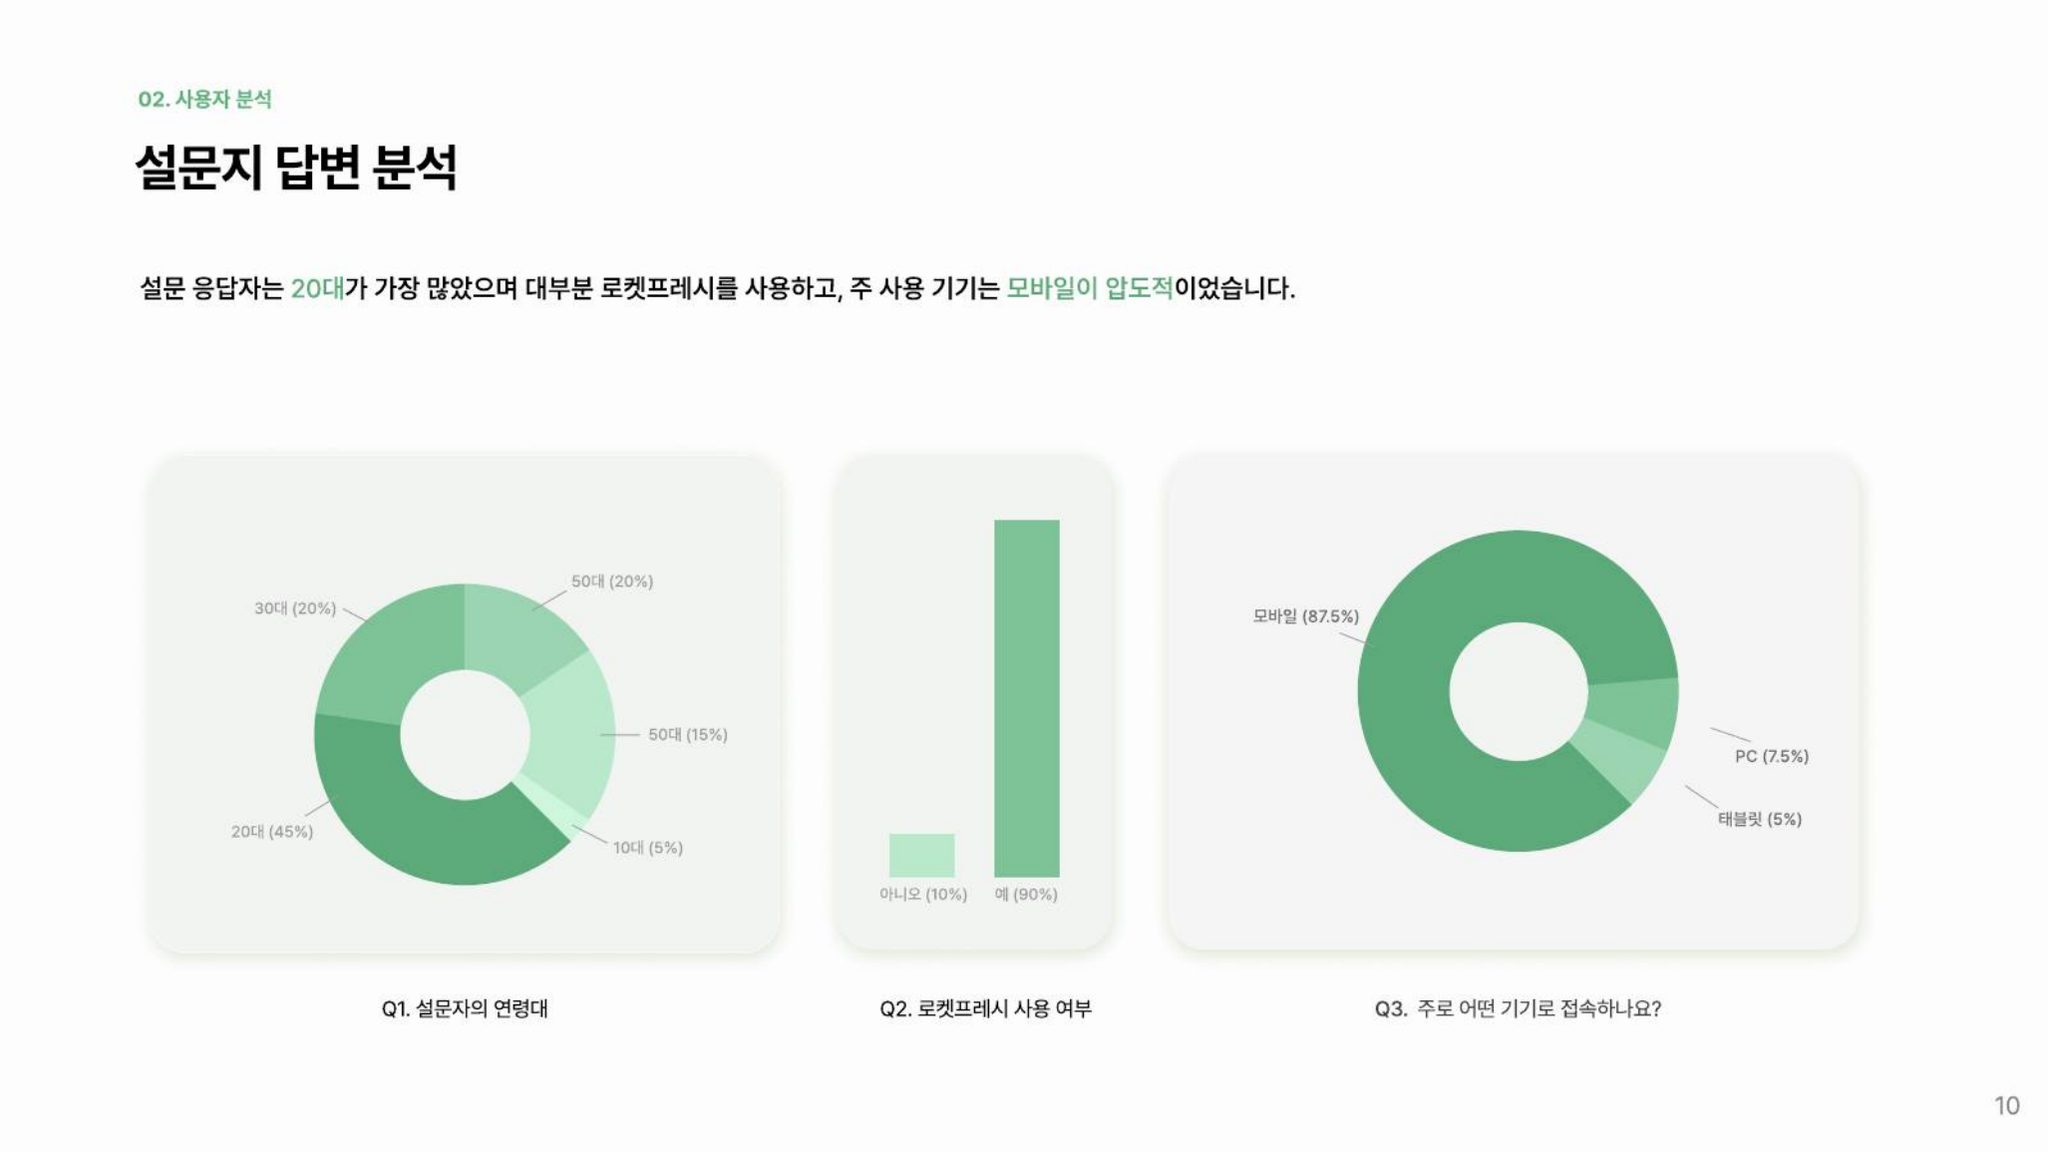 02. 사용자 분석
설문지 답변 분석
설문 응답자는 20대가 가장 많았으며 대부분 로켓프레시를 사용하고, 주 사용 기기는 모바일이 압도적이었습니다.
50대 (20%)
30대 (20%)
50대 (15%)
20대 (45%)
10대 (5%)
Q1. 설문자의 연령대
아니오 (10%)
예 (90%)
Q2. 로켓프레시 사용 여부
모바일 (87.5%)
PC (7.5%)
태블릿 (5%)
Q3. 주로 어떤 기기로 접속하나요?
10